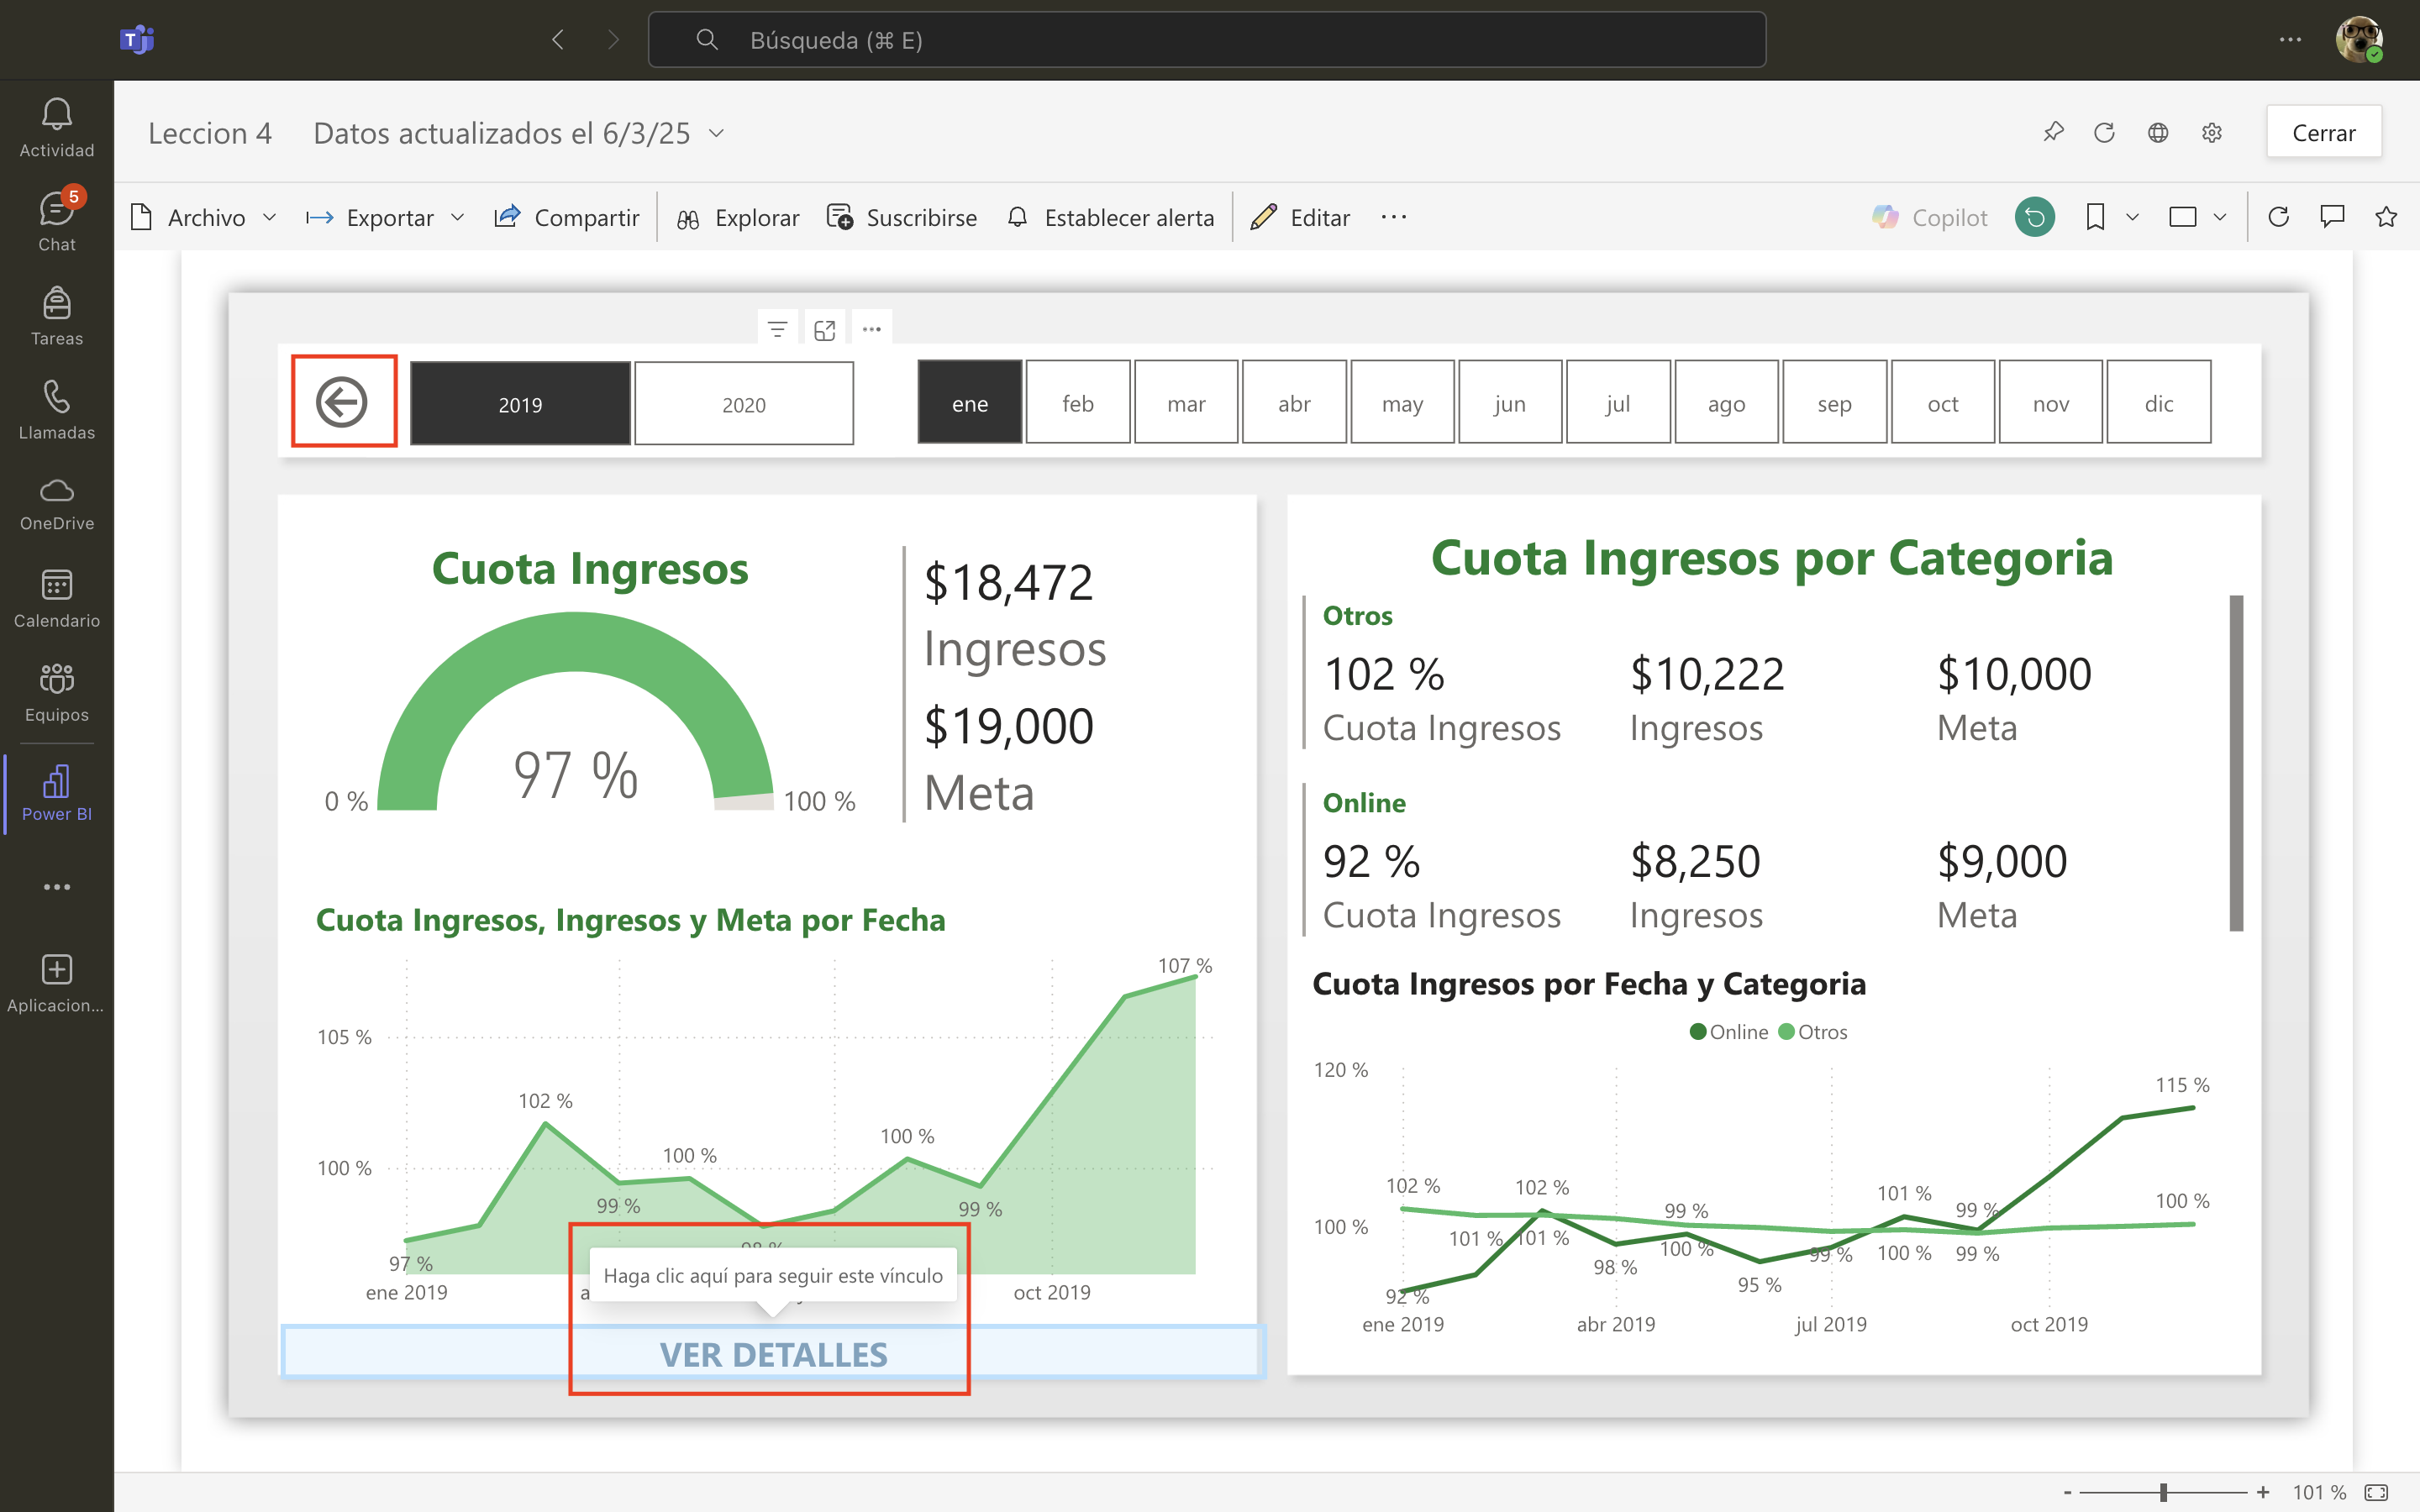 Búsqueda (⌘ E)
Actividad
5
Chat
Tareas
Llamadas
OneDrive
Calendario
Equipos
Power BI
Aplicacion...
Leccion 4 Datos actualizados el 6/3/25
Cerrar
Archivo Exportar Compartir Explorar Suscribirse Establecer alerta Editar Copilot
2019 2020 ene feb mar abr may jun jul ago sep oct nov dic
Cuota Ingresos
97 %
0 %
100 %
$18,472
Ingresos
$19,000
Meta
Cuota Ingresos, Ingresos y Meta por Fecha
107 %
105 %
102 %
100 %
100 %
100 %
99 %
99 %
97 %
ene 2019
oct 2019
Haga clic aquí para seguir este vínculo
VER DETALLES
Cuota Ingresos por Categoria
Otros
102 % $10,222 $10,000
Cuota Ingresos Ingresos Meta
Online
92 % $8,250 $9,000
Cuota Ingresos Ingresos Meta
Cuota Ingresos por Fecha y Categoria
Online Otros
120 %
115 %
102 %
102 %
99 %
101 %
99 %
100 %
100 %
101 %
101 %
100 %
99 %
100 %
99 %
98 %
95 %
92 %
ene 2019 abr 2019 jul 2019 oct 2019
- + 101 %